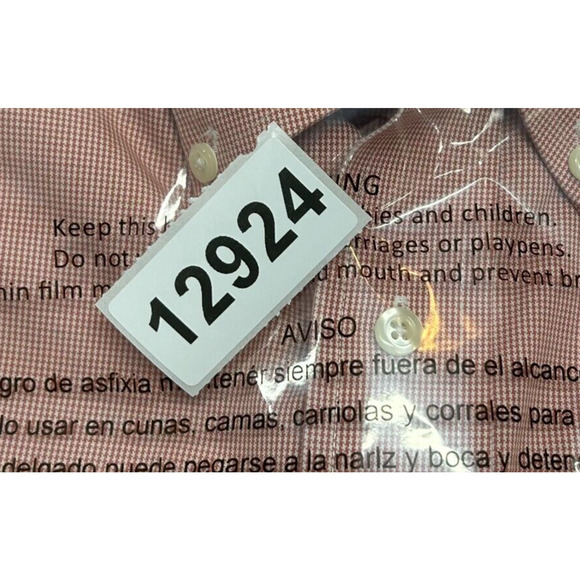 NG
Keep this
ies and children.
Do not
rriages or playpens.
hin film m
d mouth and prevent br
12924
AVISO
gro de asfixia m tener siempre fuera de el alcanc
lo usar en cunas, camas, carriolas y corrales para
delgado puede pegarse a la nariz y boca y deten